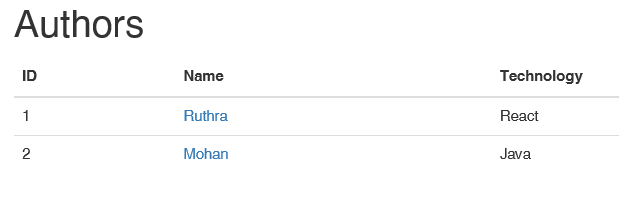 Authors
ID Name Technology
1 Ruthra React
2 Mohan Java